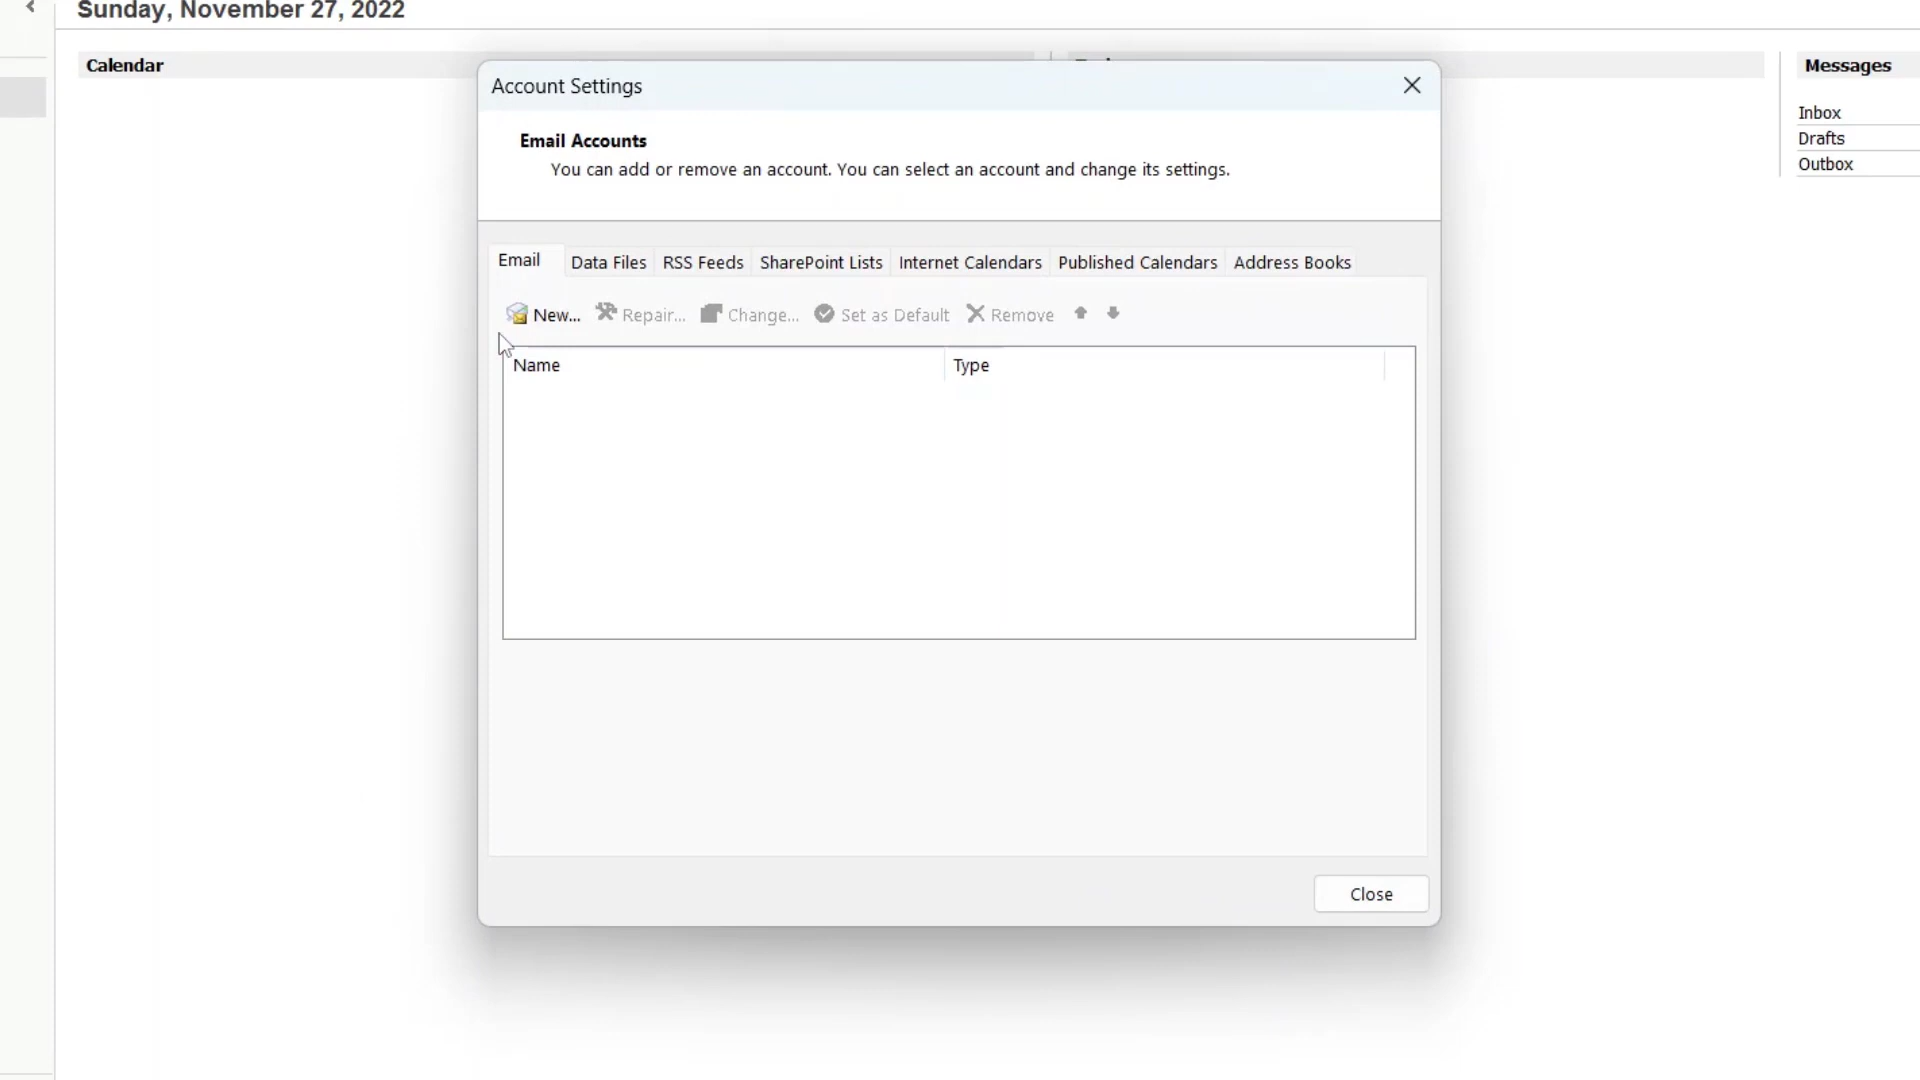 Sunday, November 27, 2022
Calendar
Messages
Inbox
Drafts
Outbox
Account Settings
Email Accounts
You can add or remove an account. You can select an account and change its settings.
Email Data Files RSS Feeds SharePoint Lists Internet Calendars Published Calendars Address Books
New... Repair... Change... Set as Default Remove
Name Type
Close